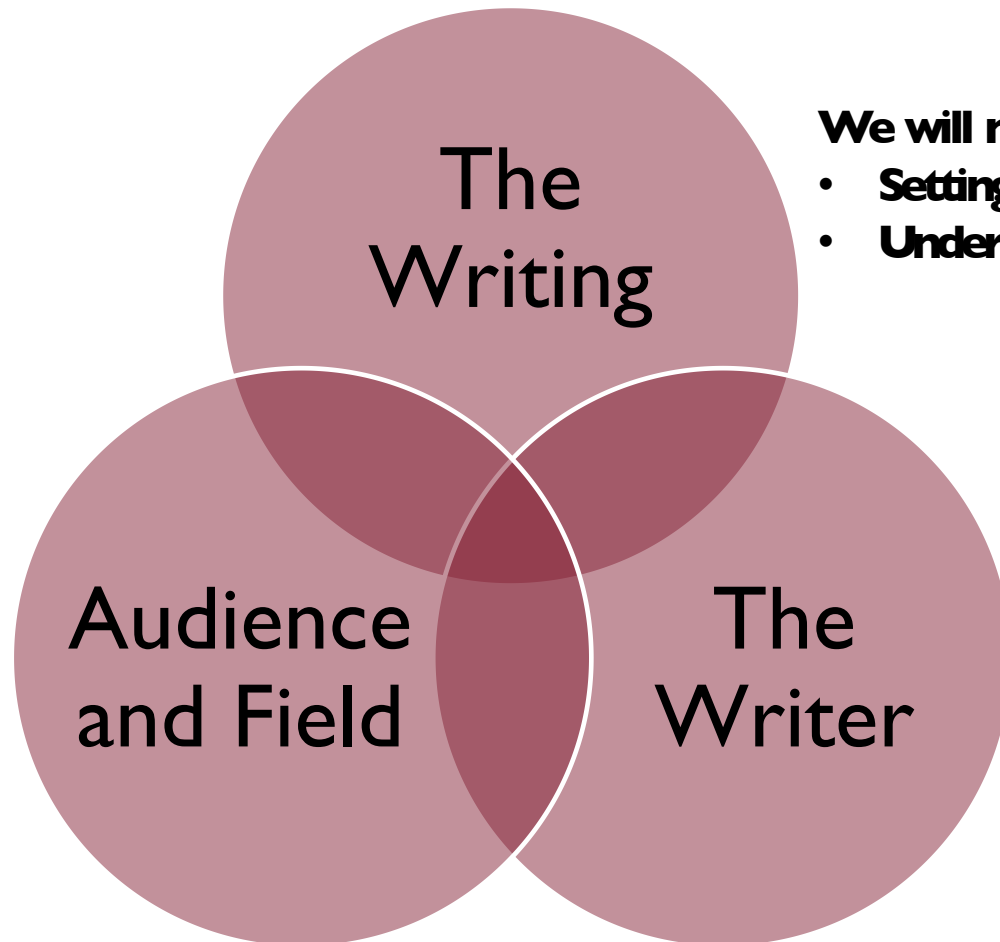 The
Writing
We will
• Setting
• Under
Audience
and Field
The
Writer